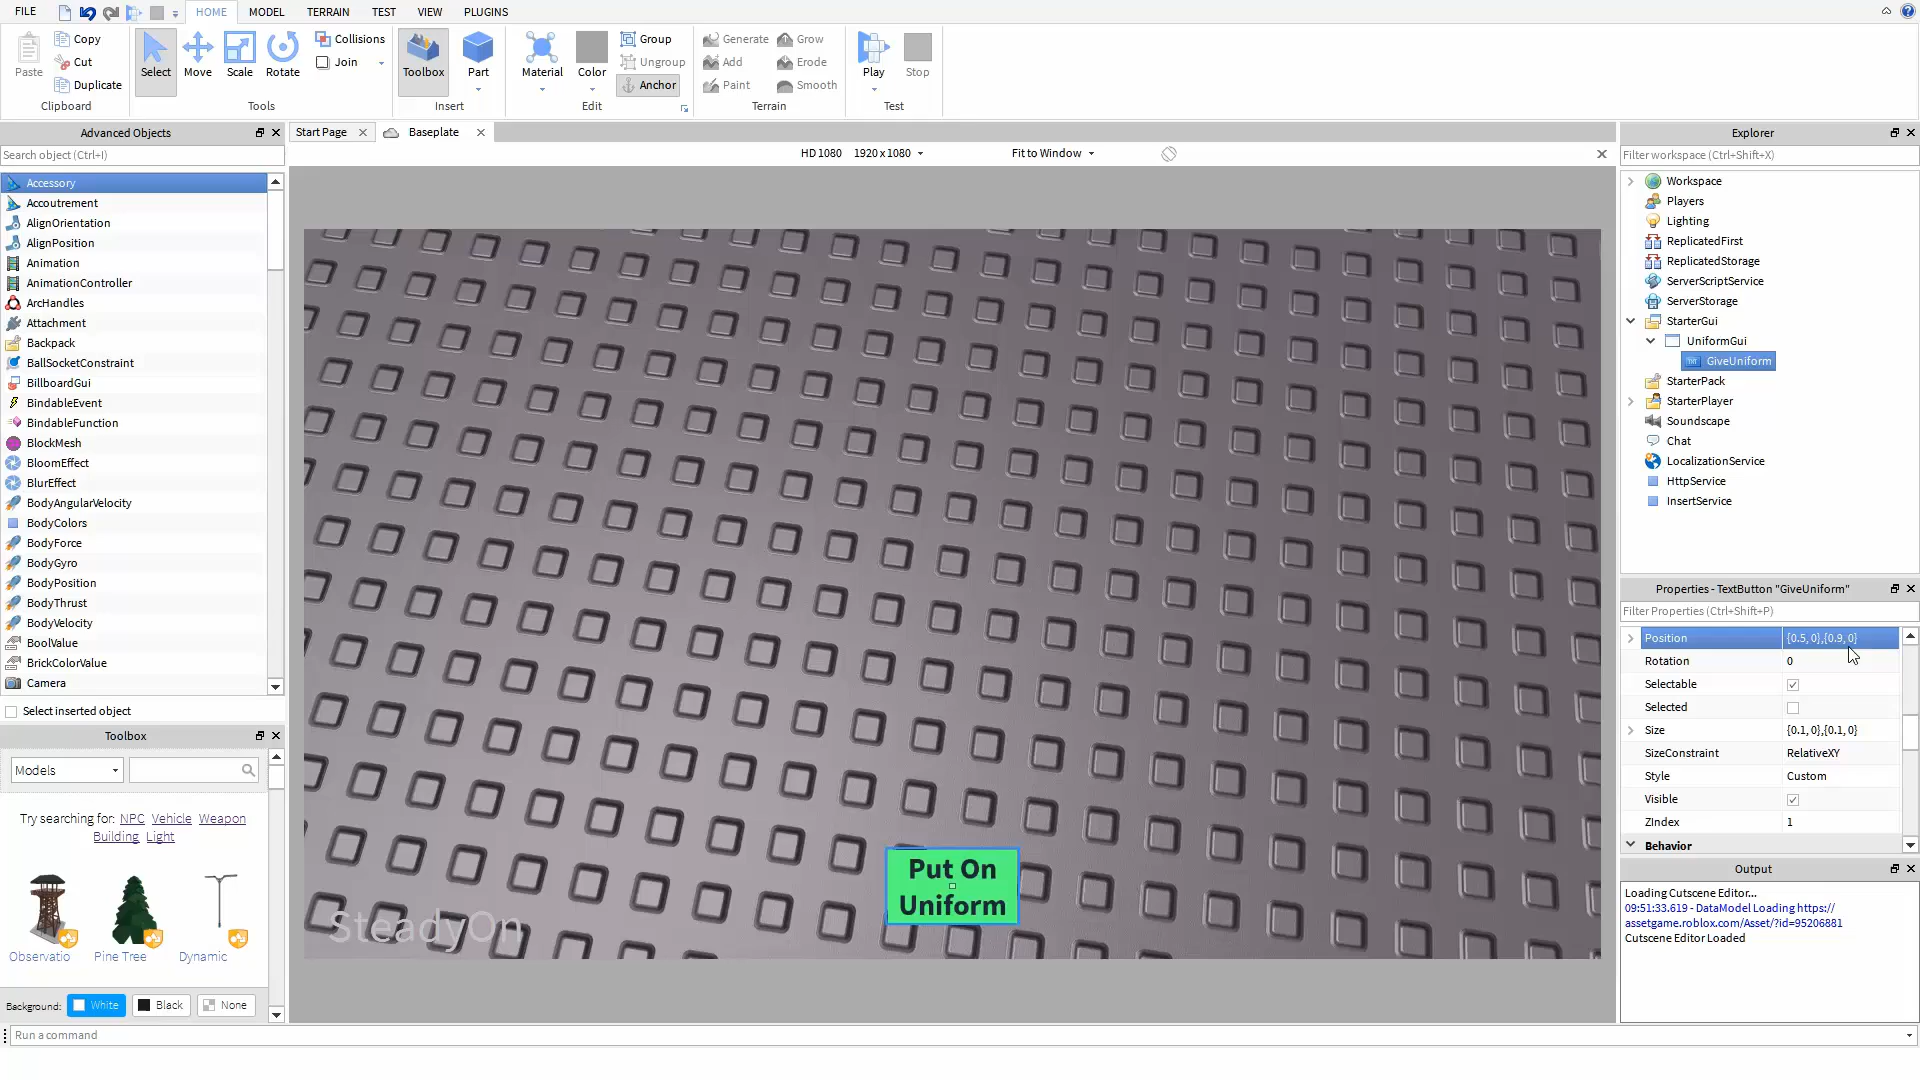 FILE
HOME
MODEL
TERRAIN
TEST
VIEW
PLUGINS
Paste
Copy
Cut
Duplicate
Clipboard
Select
Move
Scale
Rotate
Collisions
Join
Tools
Toolbox
Part
Insert
Material
Color
Group
Ungroup
Anchor
Edit
Generate
Add
Paint
Grow
Erode
Smooth
Terrain
Play
Stop
Test
Advanced Objects
Search object (Ctrl+I)
Accessory
Accoutrement
AlignOrientation
AlignPosition
Animation
AnimationController
ArcHandles
Attachment
Backpack
BallSocketConstraint
BillboardGui
BindableEvent
BindableFunction
BlockMesh
BloomEffect
BlurEffect
BodyAngularVelocity
BodyColors
BodyForce
BodyGyro
BodyPosition
BodyThrust
BodyVelocity
BoolValue
BrickColorValue
Camera
Select inserted object
Toolbox
Models
Try searching for: NPC Vehicle Weapon
Building Light
Observatio
Pine Tree
Dynamic
Background:
White
Black
None
Run a command
Start Page
Baseplate
HD 1080 1920 x 1080
Fit to Window
Put On
Uniform
SteadyOn
Explorer
Filter workspace (Ctrl+Shift+X)
Workspace
Players
Lighting
ReplicatedFirst
ReplicatedStorage
ServerScriptService
ServerStorage
StarterGui
UniformGui
GiveUniform
StarterPack
StarterPlayer
Soundscape
Chat
LocalizationService
HttpService
InsertService
Properties - TextButton "GiveUniform"
Filter Properties (Ctrl+Shift+P)
Position {0.5, 0},{0.9, 0}
Rotation 0
Selectable
Selected
Size {0.1, 0},{0.1, 0}
SizeConstraint RelativeXY
Style Custom
Visible
ZIndex 1
Behavior
Output
Loading Cutscene Editor...
09:51:33.619 - DataModel Loading https://
assetgame.roblox.com/Asset/?id=95206881
Cutscene Editor Loaded